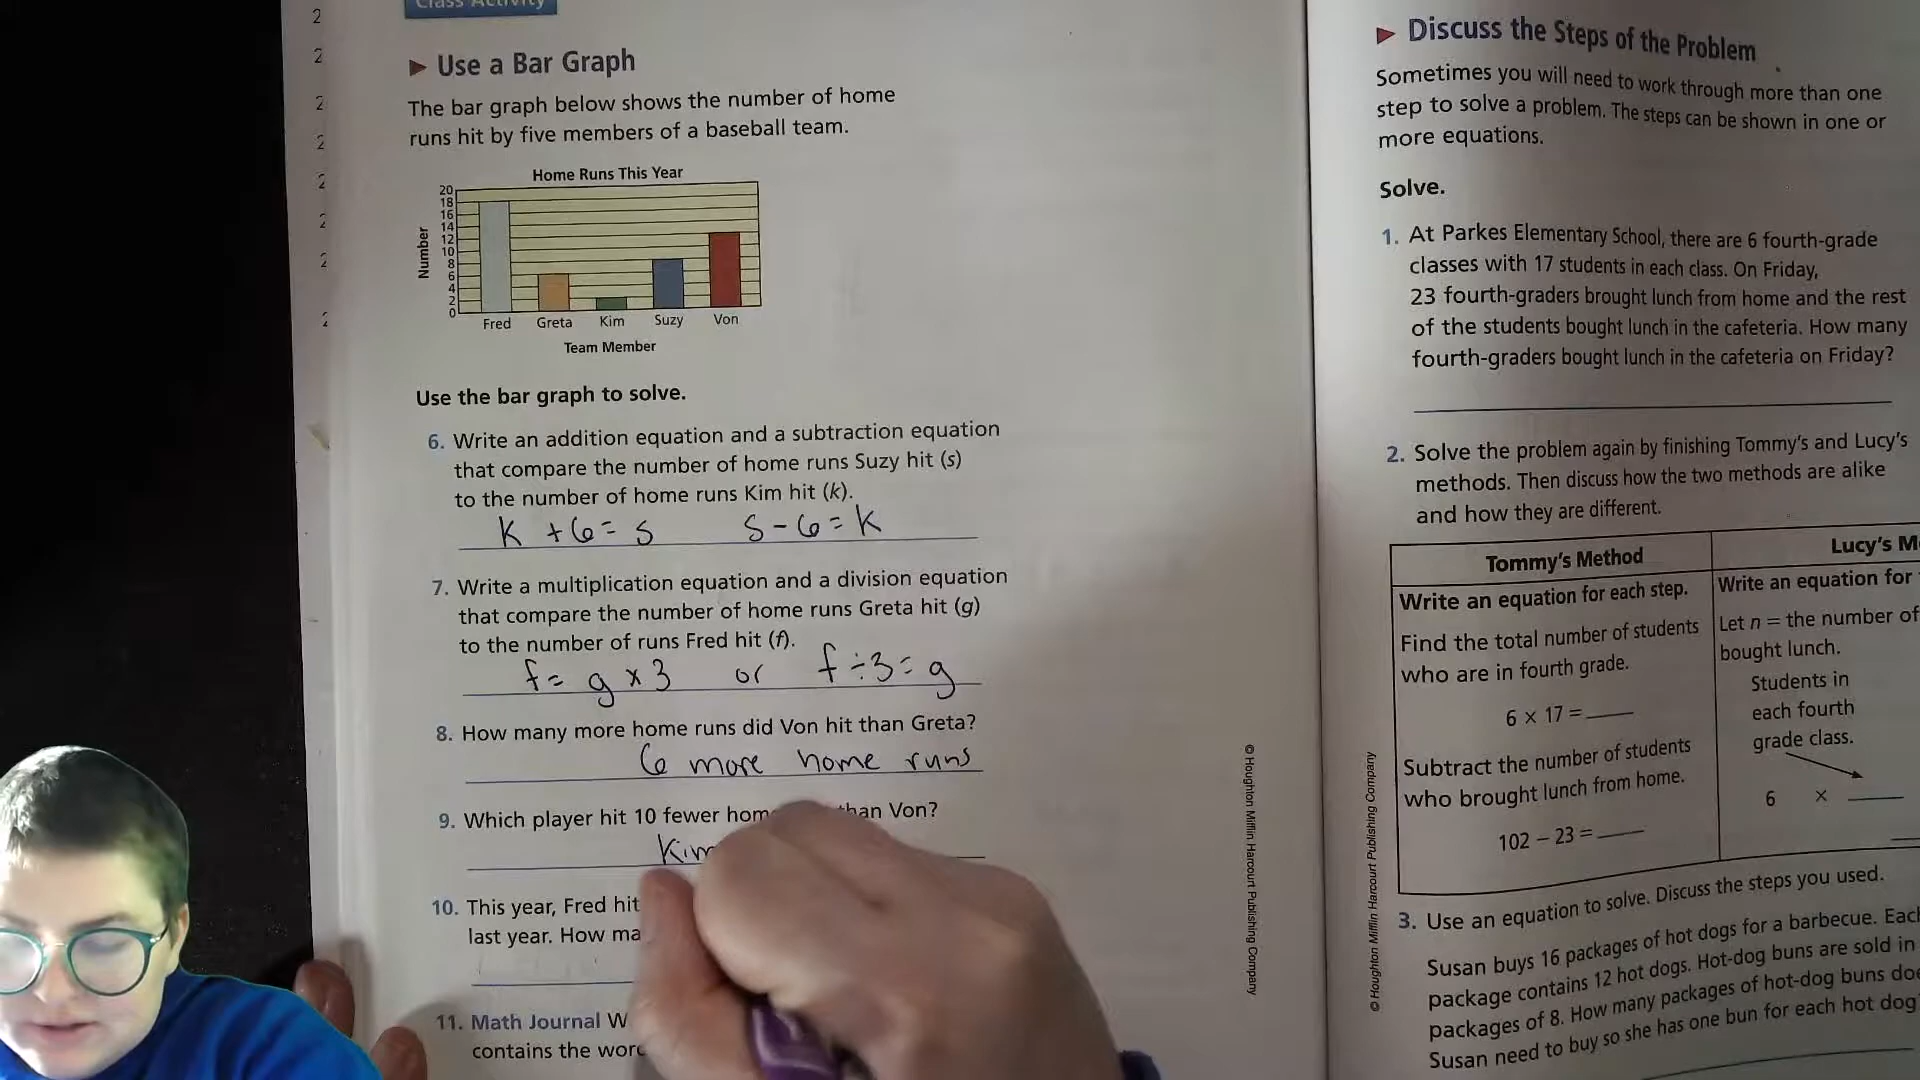 Class Activity
Use a Bar Graph
The bar graph below shows the number of home
runs hit by five members of a baseball team.
Home Runs This Year
Number
20
18
16
14
12
10
8
6
4
2
0
Fred Greta Kim Suzy Von
Team Member
Use the bar graph to solve.
6. Write an addition equation and a subtraction equation
that compare the number of home runs Suzy hit (s)
to the number of home runs Kim hit (k).
k + 6 = s s - 6 = k
7. Write a multiplication equation and a division equation
that compare the number of home runs Greta hit (g)
to the number of runs Fred hit (f).
f = g x 3 or f ÷ 3 = g
8. How many more home runs did Von hit than Greta?
6 more home runs
9. Which player hit 10 fewer than Von?
Kim
10. This year, Fred hit
last year. How
11. Math Journal
contains the
© Houghton Mifflin Harcourt Publishing Company
Discuss the Steps of the Problem
Sometimes you will need to work through more than one
step to solve a problem. The steps can be shown in one or
more equations.
Solve.
1. At Parkes Elementary School, there are 6 fourth-grade
classes with 17 students in each class. On Friday,
23 fourth-graders brought lunch from home and the rest
of the students bought lunch in the cafeteria. How many
fourth-graders bought lunch in the cafeteria on Friday?
2. Solve the problem again by finishing Tommy's and Lucy's
methods. Then discuss how the two methods are alike
and how they are different.
Tommy's Method
Write an equation for each step.
Find the total number of students
who are in fourth grade.
6 × 17 =
Subtract the number of students
who brought lunch from home.
102 − 23 =
Lucy's
Write an equation for
Let n = the number of
bought lunch.
Students in
each fourth
grade class.
6 ×
3. Use an equation to solve. Discuss the steps you used.
Susan buys 16 packages of hot dogs for a barbecue. Each
package contains 12 hot dogs. Hot-dog buns are sold in
packages of 8. How many packages of hot-dog buns does
Susan need to buy so she has one bun for each hot dog
© Houghton Mifflin Harcourt Publishing Company